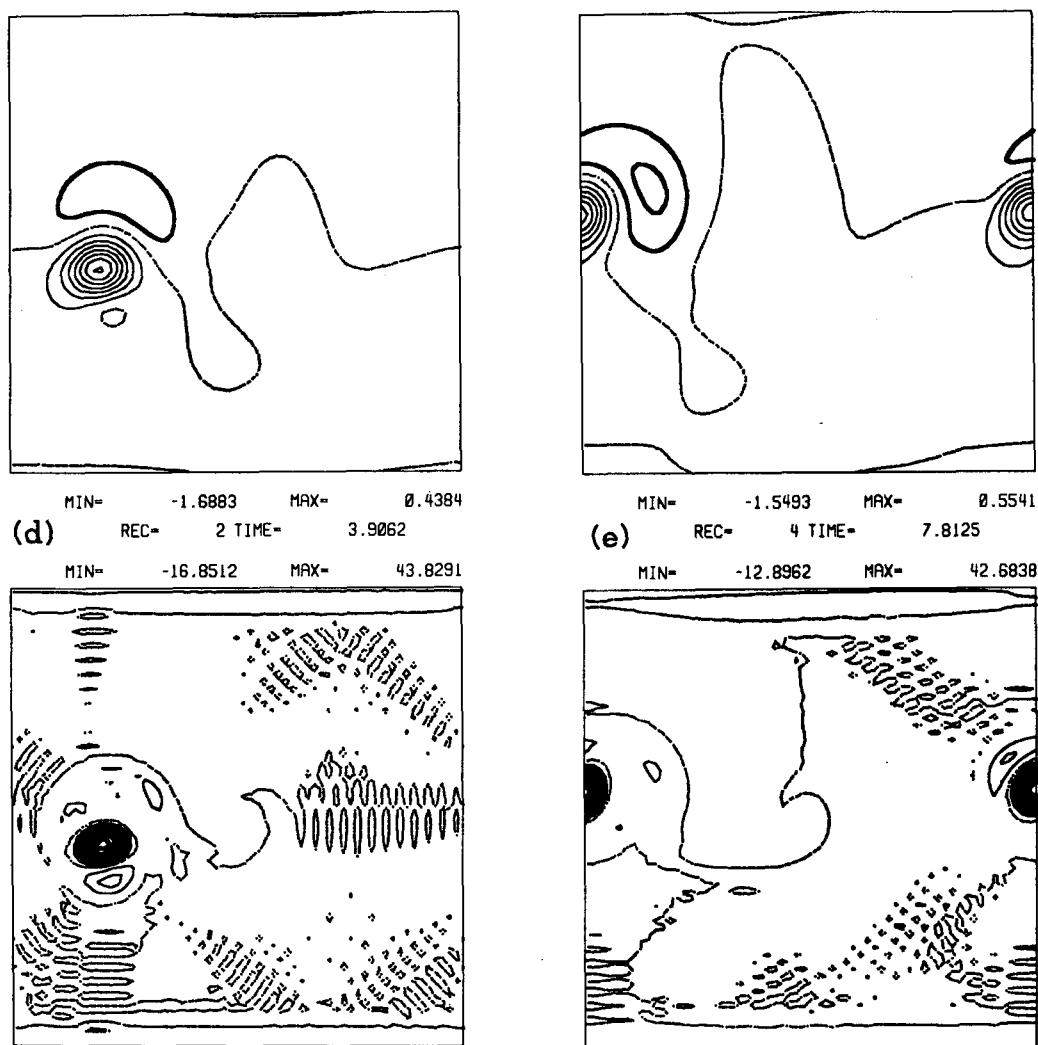 MIN= -1.6883 MAX= 0.4384
(d) REC= 2 TIME= 3.9062
MIN= -16.8512 MAX= 43.8291
MIN= -1.5493 MAX= 0.5541
(e) REC= 4 TIME= 7.8125
MIN= -12.8962 MAX= 42.6838